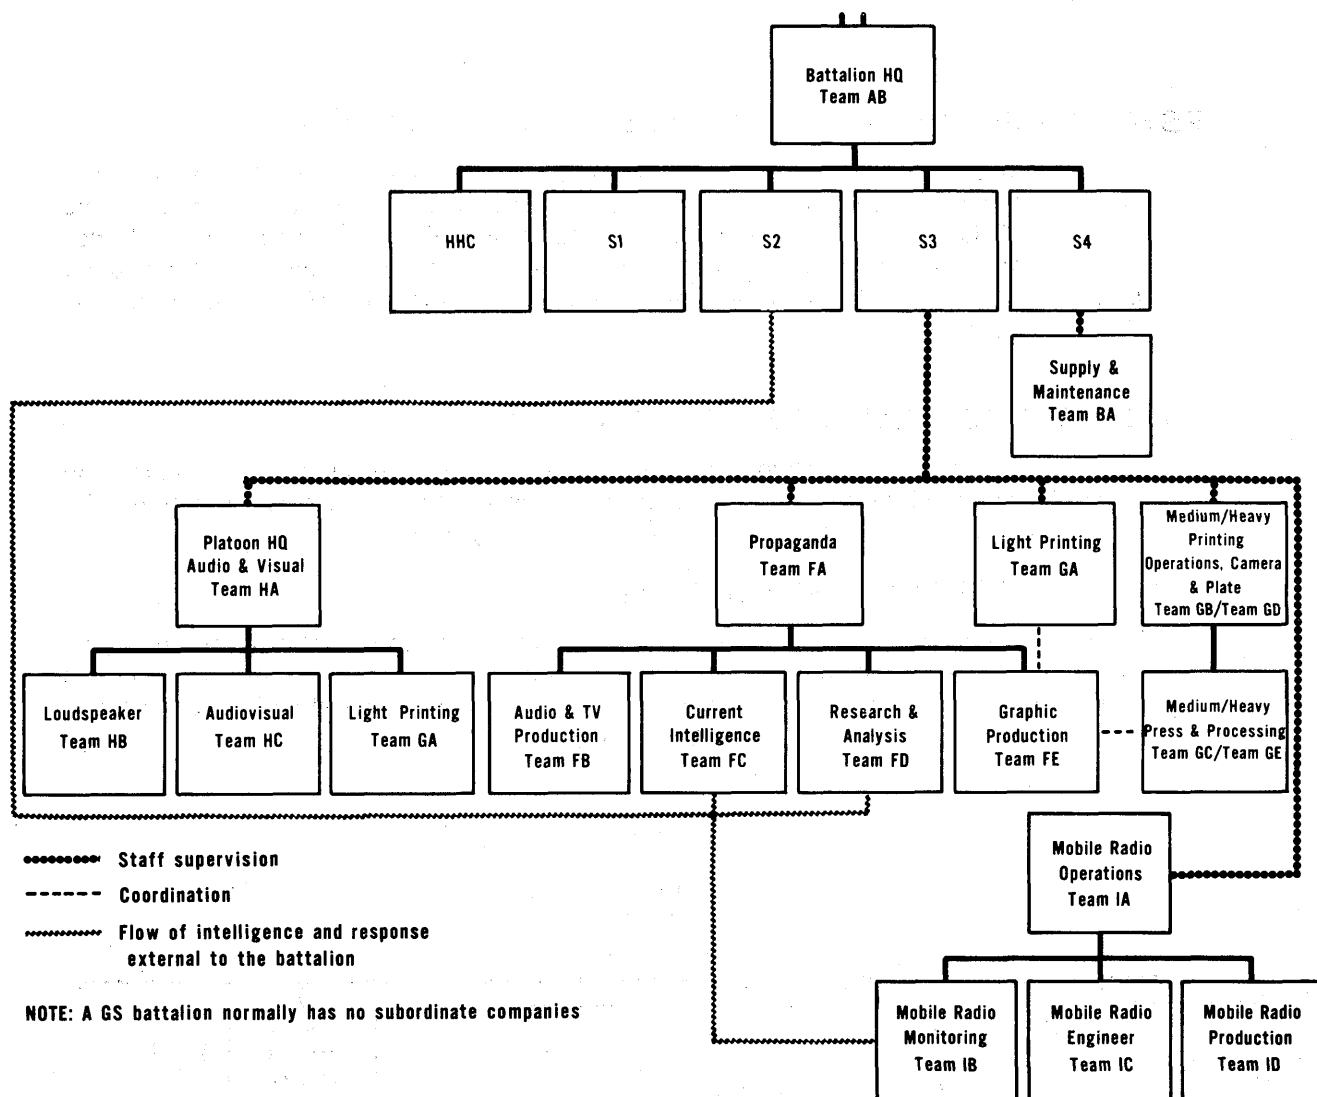 Battalion HQ
Team AB
HHC
S1
S2
S3
S4
Supply &
Maintenance
Team BA
Platoon HQ
Audio & Visual
Team HA
Propaganda
Team FA
Light Printing
Team GA
Medium/Heavy
Printing
Operations, Camera
& Plate
Team GB/Team GD
Loudspeaker
Team HB
Audiovisual
Team HC
Light Printing
Team GA
Audio & TV
Production
Team FB
Current
Intelligence
Team FC
Research &
Analysis
Team FD
Graphic
Production
Team FE
Medium/Heavy
Press & Processing
Team GC/Team GE
Mobile Radio
Operations
Team IA
Mobile Radio
Monitoring
Team IB
Mobile Radio
Engineer
Team IC
Mobile Radio
Production
Team ID
Staff supervision
Coordination
Flow of intelligence and response
external to the battalion
NOTE: A GS battalion normally has no subordinate companies